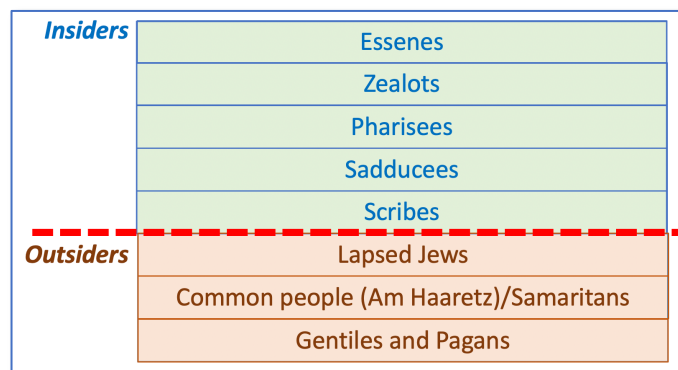 Insiders
Essenes
Zealots
Pharisees
Sadducees
Scribes
Outsiders
Lapsed Jews
Common people (Am Haaretz)/Samaritans
Gentiles and Pagans